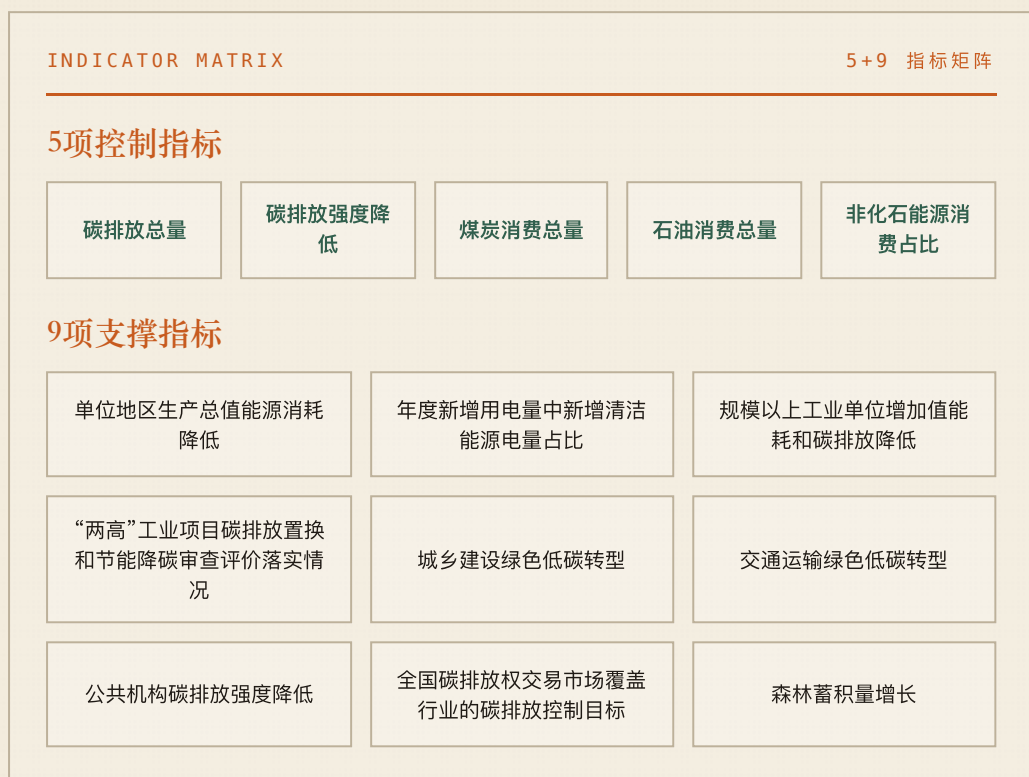 INDICATOR MATRIX
5+9 指标矩阵
5项控制指标
碳排放总量
碳排放强度降
低
煤炭消费总量
石油消费总量
非化石能源消
费占比
9项支撑指标
单位地区生产总值能源消耗
降低
年度新增用电量中新增清洁
能源电量占比
规模以上工业单位增加值能
耗和碳排放降低
“两高”工业项目碳排放置换
和节能降碳审查评价落实情
况
城乡建设绿色低碳转型
交通运输绿色低碳转型
公共机构碳排放强度降低
全国碳排放权交易市场覆盖
行业的碳排放控制目标
森林蓄积量增长